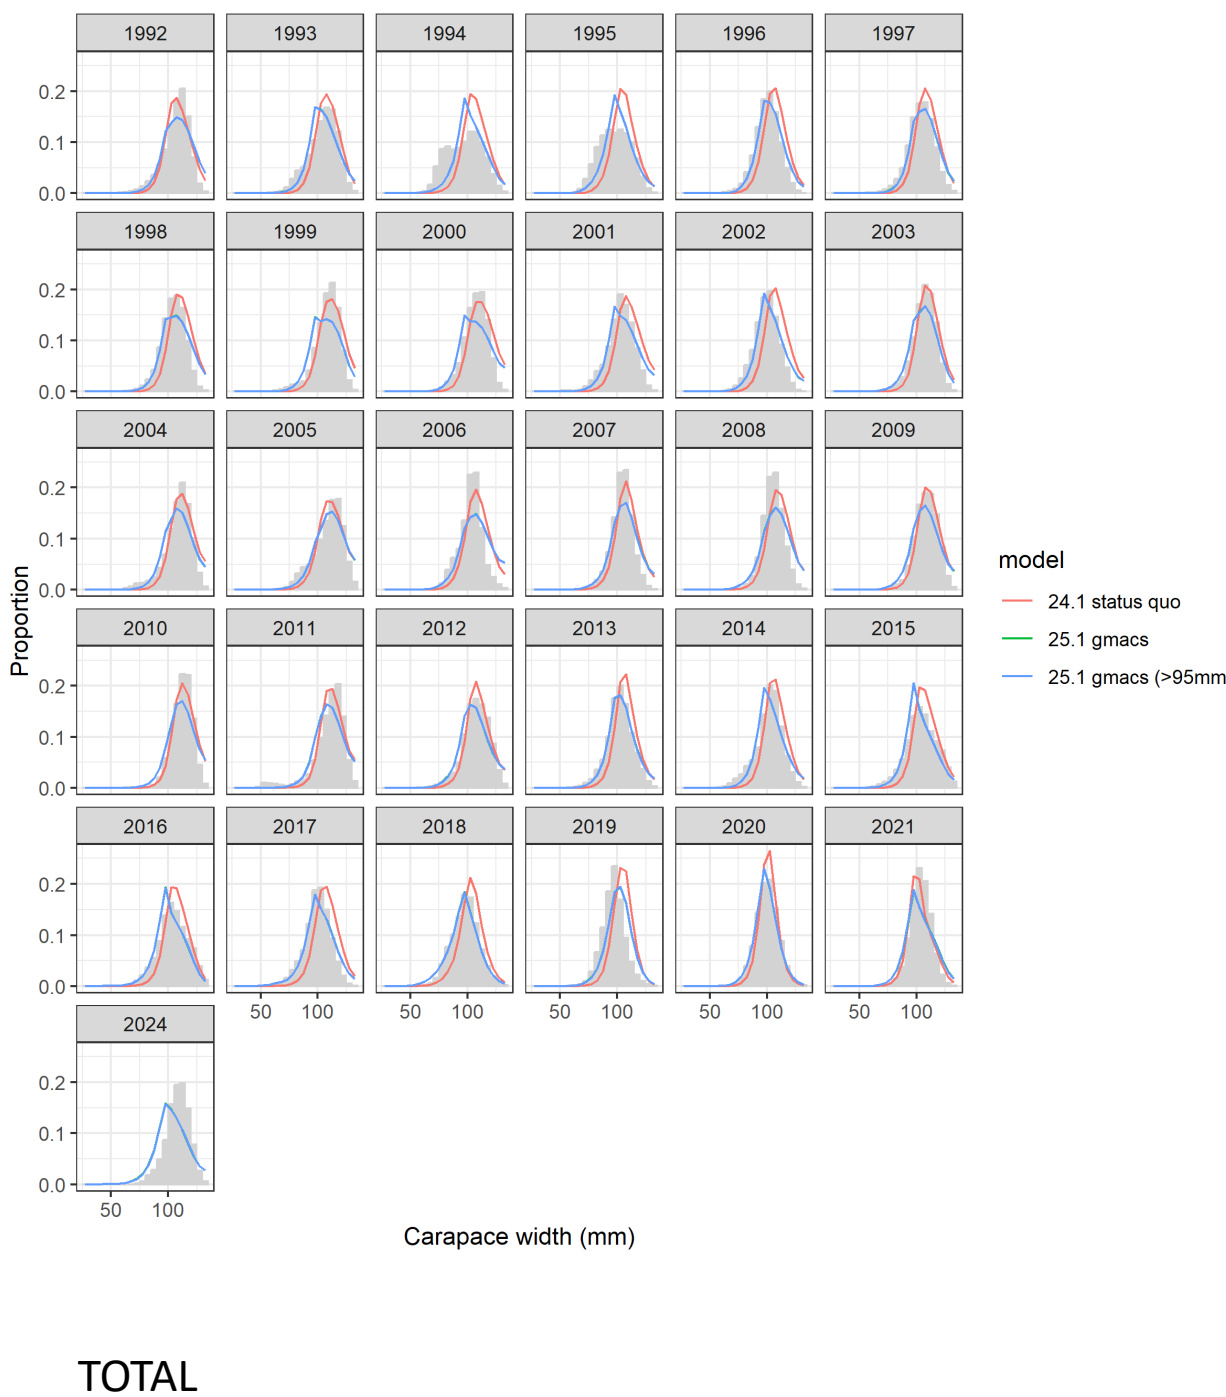 1992 1993 1994 1995 1996 1997
0.2
0.1
0.0
1998 1999 2000 2001 2002 2003
0.2
0.1
0.0
2004 2005 2006 2007 2008 2009
0.2
0.1
0.0
2010 2011 2012 2013 2014 2015
0.2
0.1
0.0
2016 2017 2018 2019 2020 2021
0.2
0.1
0.0
50 100 50 100 50 100 50 100 50 100
2024
0.2
0.1
0.0
50 100
Proportion
Carapace width (mm)
model
24.1 status quo
25.1 gmacs
25.1 gmacs (>95mm
TOTAL